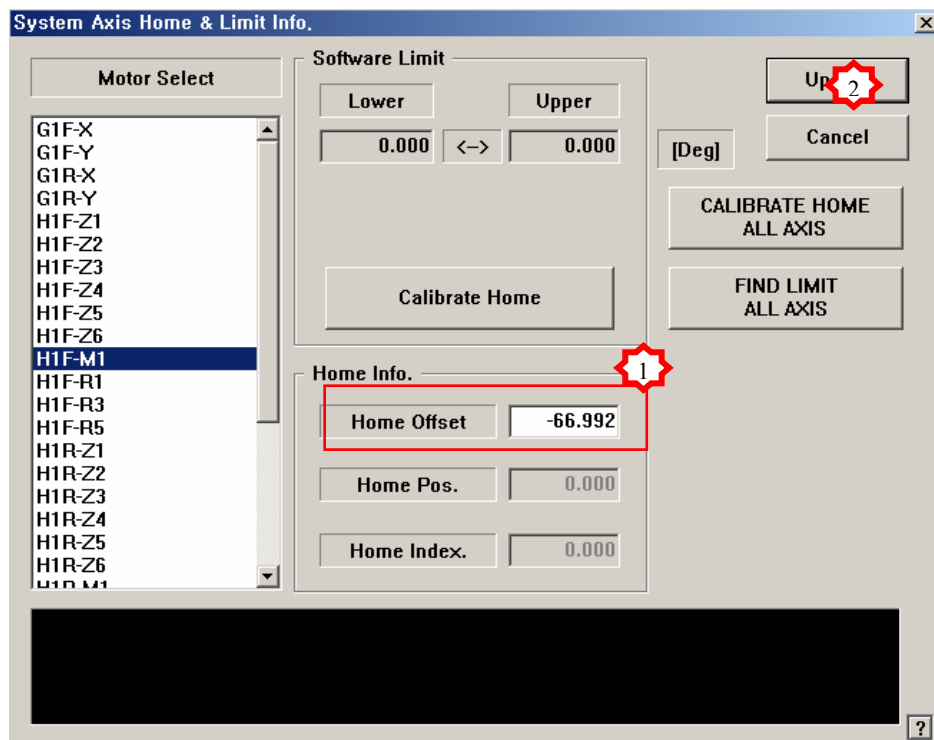 System Axis Home & Limit Info.
Motor Select
G1F-X
G1F-Y
G1R-X
G1R-Y
H1F-Z1
H1F-Z2
H1F-Z3
H1F-Z4
H1F-Z5
H1F-Z6
H1F-M1
H1F-R1
H1F-R3
H1F-R5
H1R-Z1
H1R-Z2
H1R-Z3
H1R-Z4
H1R-Z5
H1R-Z6
H1R-M1
Software Limit
Lower
Upper
0.000
<->
0.000
[Deg]
Calibrate Home
Home Info.
1
Home Offset
-66.992
Home Pos.
0.000
Home Index.
0.000
2
Cancel
CALIBRATE HOME
ALL AXIS
FIND LIMIT
ALL AXIS
?